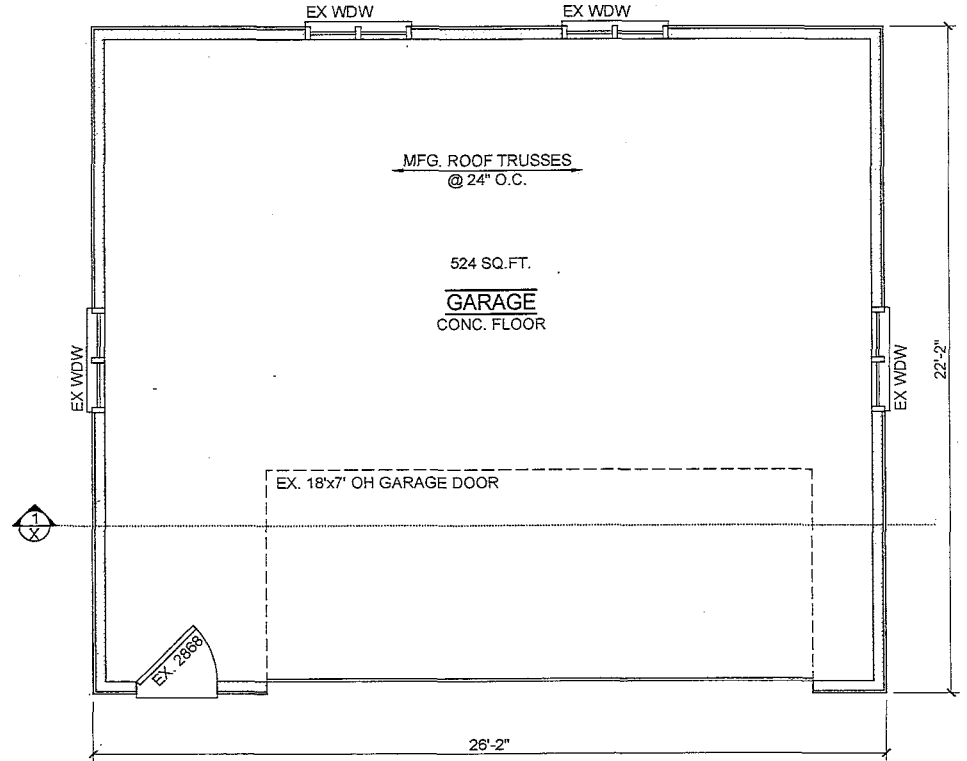 EX WDW
EX WDW
MFG. ROOF TRUSSES
@ 24" O.C.
524 SQ.FT.
GARAGE
CONC. FLOOR
EX WDW
EX WDW
22'-2"
EX. 18'x7' OH GARAGE DOOR
1
X
EX. 2868
26'-2"